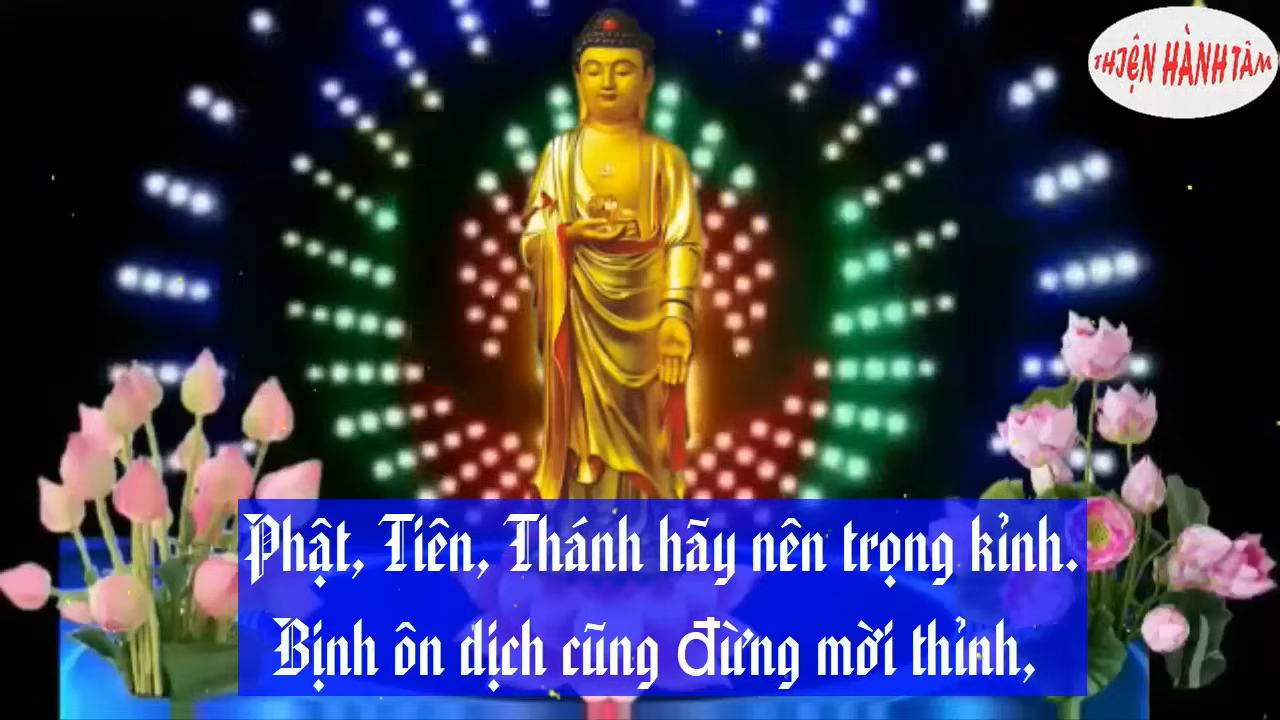 THIỆN HÀNH TÂM
Phật, Tiên, Thánh hãy nên trọng kỉnh.
Bịnh ôn dịch cũng đừng mời thỉnh,